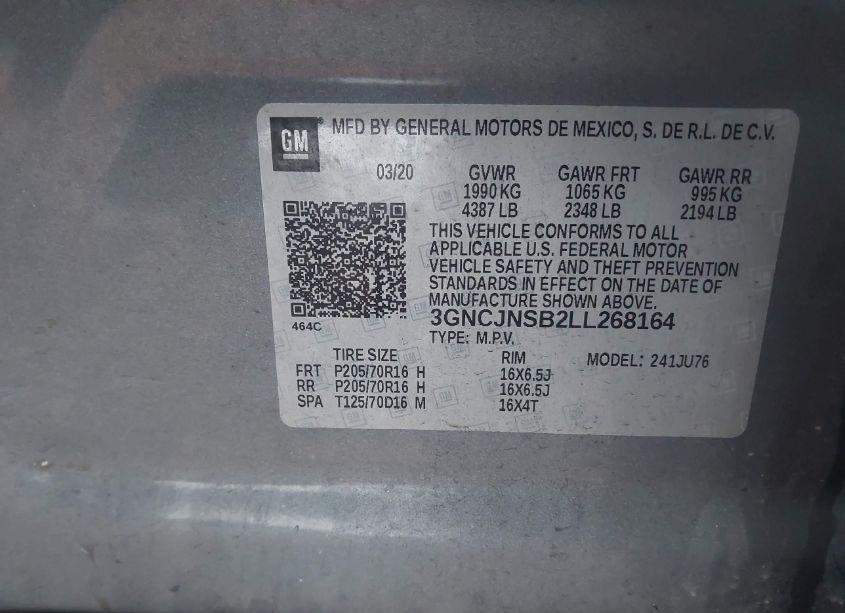 GM
MFD BY GENERAL MOTORS DE MEXICO, S. DE R.L. DE C.V.
03/20 GVWR GAWR FRT GAWR RR
1990 KG 1065 KG 995 KG
4387 LB 2348 LB 2194 LB
THIS VEHICLE CONFORMS TO ALL
APPLICABLE U.S. FEDERAL MOTOR
VEHICLE SAFETY AND THEFT PREVENTION
STANDARDS IN EFFECT ON THE DATE OF
MANUFACTURE SHOWN ABOVE.
464C
3GNCJNSB2LL268164
TYPE: M.P.V.
TIRE SIZE RIM MODEL: 241JU76
FRT P205/70R16 H 16X6.5J
RR P205/70R16 H 16X6.5J
SPA T125/70D16 M 16X4T